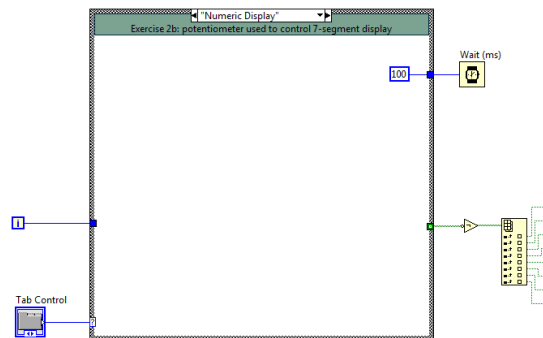 "Numeric Display"
Exercise 2b: potentiometer used to control 7-segment display
Wait (ms)
100
i
Tab Control
?